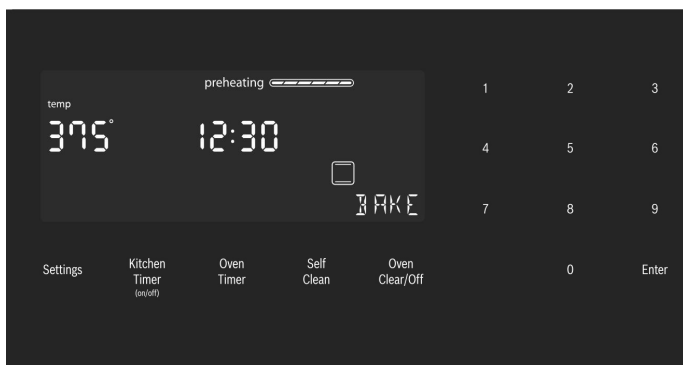 preheating
temp
375°
12:30
BAKE
Settings
Kitchen
Timer
(on/off)
Oven
Timer
Self
Clean
Oven
Clear/Off
1 2 3
4 5 6
7 8 9
0 Enter